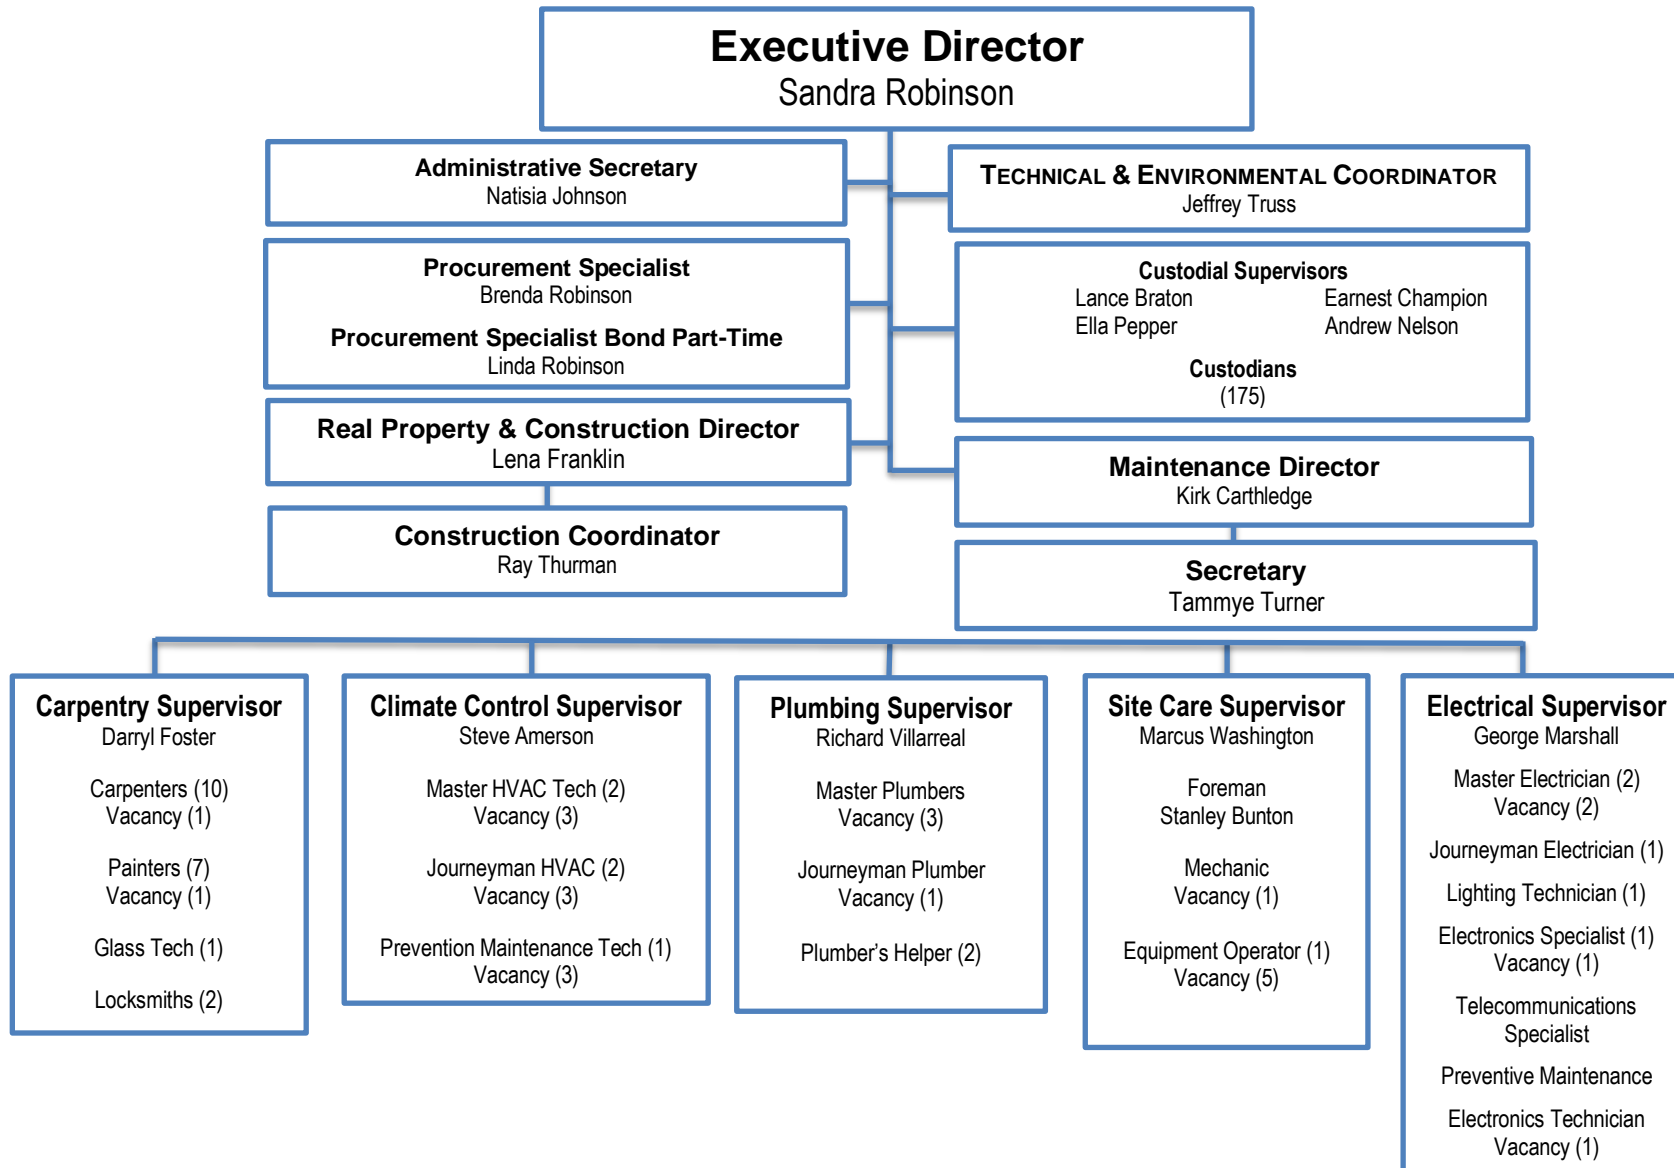 Executive Director
Sandra Robinson
Administrative Secretary
Natisia Johnson
TECHNICAL & ENVIRONMENTAL COORDINATOR
Jeffrey Truss
Procurement Specialist
Brenda Robinson
Procurement Specialist Bond Part-Time
Linda Robinson
Custodial Supervisors
Lance Braton Earnest Champion
Ella Pepper Andrew Nelson
Custodians
(175)
Real Property & Construction Director
Lena Franklin
Maintenance Director
Kirk Carthledge
Construction Coordinator
Ray Thurman
Secretary
Tammye Turner
Carpentry Supervisor
Darryl Foster
Carpenters (10)
Vacancy (1)
Painters (7)
Vacancy (1)
Glass Tech (1)
Locksmiths (2)
Climate Control Supervisor
Steve Amerson
Master HVAC Tech (2)
Vacancy (3)
Journeyman HVAC (2)
Vacancy (3)
Prevention Maintenance Tech (1)
Vacancy (3)
Plumbing Supervisor
Richard Villarreal
Master Plumbers
Vacancy (3)
Journeyman Plumber
Vacancy (1)
Plumber’s Helper (2)
Site Care Supervisor
Marcus Washington
Foreman
Stanley Bunton
Mechanic
Vacancy (1)
Equipment Operator (1)
Vacancy (5)
Electrical Supervisor
George Marshall
Master Electrician (2)
Vacancy (2)
Journeyman Electrician (1)
Lighting Technician (1)
Electronics Specialist (1)
Vacancy (1)
Telecommunications
Specialist
Preventive Maintenance
Electronics Technician
Vacancy (1)